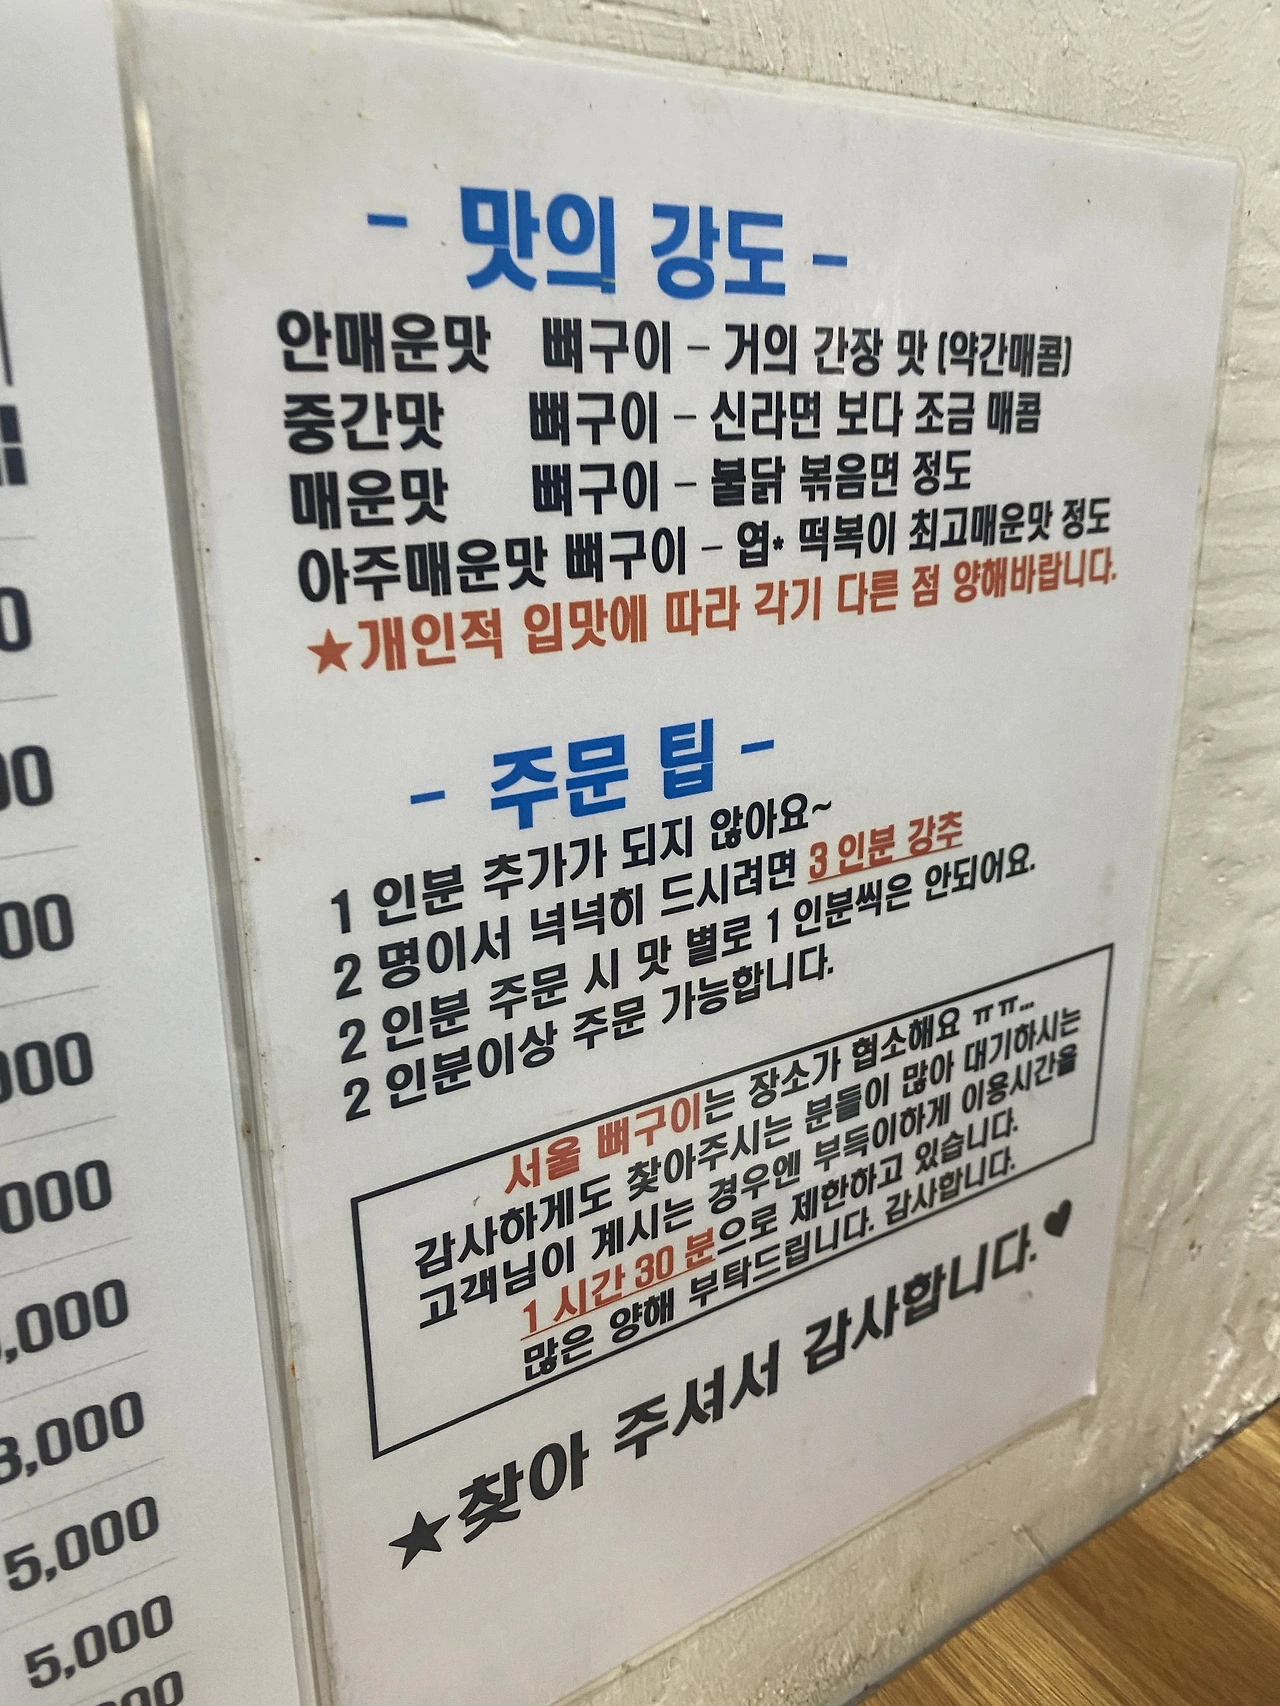 - 맛의 강도 -
안매운맛 뼈구이 - 거의 간장 맛 (약간매콤)
중간맛 뼈구이 - 신라면 보다 조금 매콤
매운맛 뼈구이 - 불닭 볶음면 정도
아주매운맛 뼈구이 - 엽* 떡복이 최고매운맛 정도
★개인적 입맛에 따라 각기 다른 점 양해바랍니다.
- 주문 팁 -
1 인분 추가가 되지 않아요~
2 명이서 넉넉히 드시려면 3 인분 강추
2 인분 주문 시 맛 별로 1 인분씩은 안되어요.
2 인분이상 주문 가능합니다.
서울 뼈구이는 장소가 협소해요 ㅠㅠ...
감사하게도 찾아주시는 분들이 많아 대기하시는
고객님이 계시는 경우엔 부득이하게 이용시간을
1 시간 30 분으로 제한하고 있습니다.
많은 양해 부탁드립니다. 감사합니다.
★찾아 주셔서 감사합니다.♥
0
00
00
000
000
,000
3,000
5,000
5,000
000